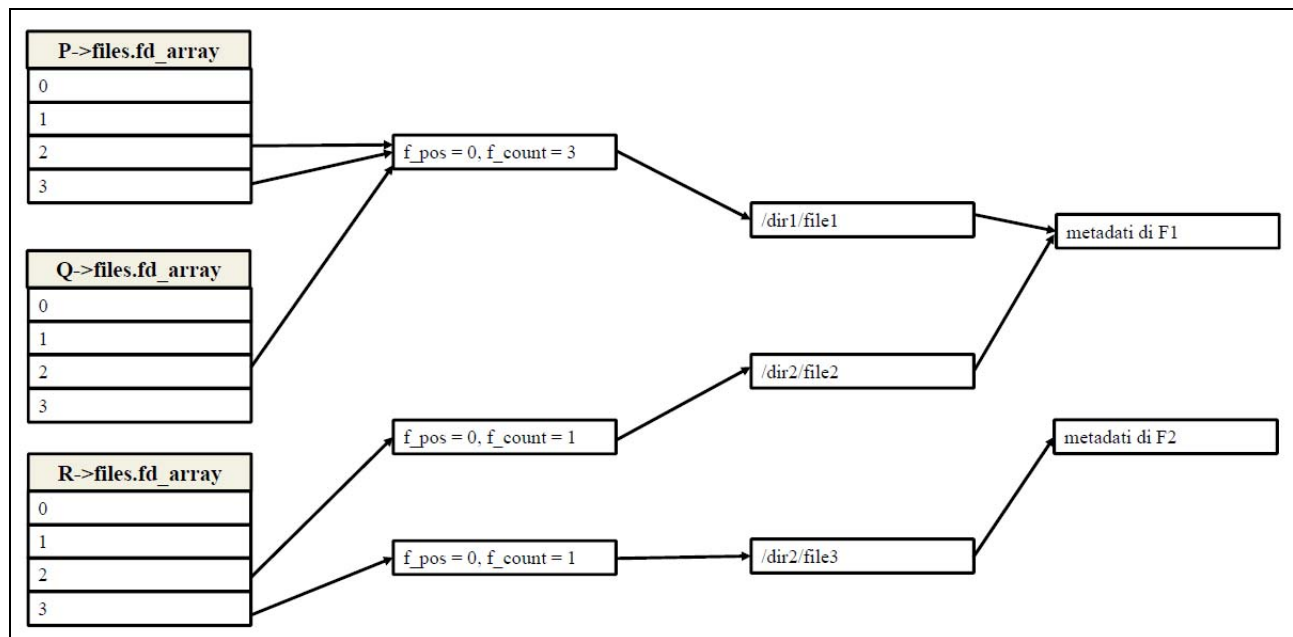 P->files.fd_array
0
1
2
3
Q->files.fd_array
0
1
2
3
R->files.fd_array
0
1
2
3
f_pos = 0, f_count = 3
f_pos = 0, f_count = 1
f_pos = 0, f_count = 1
/dir1/file1
/dir2/file2
/dir2/file3
metadati di F1
metadati di F2